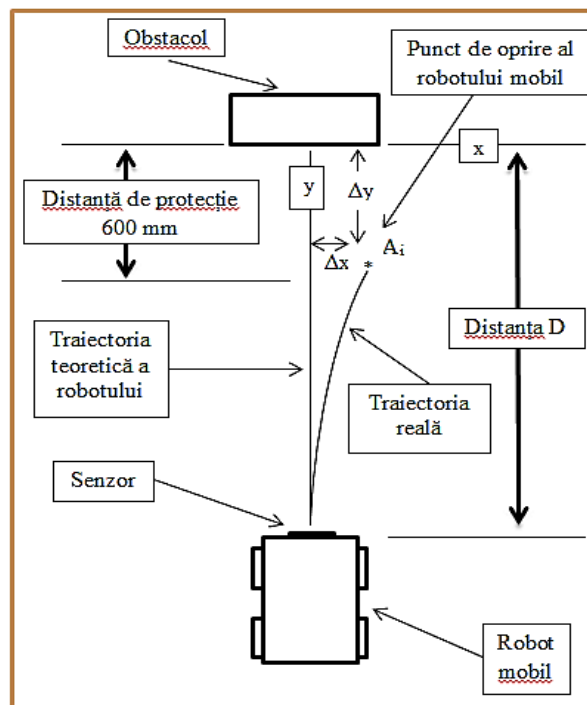 Obstacol
Punct de oprire al
robotului mobil
x
y
Δy
Distanță de protecție
600 mm
Δx
Ai
*
Distanța D
Traiectoria
teoretică a
robotului
Traiectoria
reală
Senzor
Robot
mobil